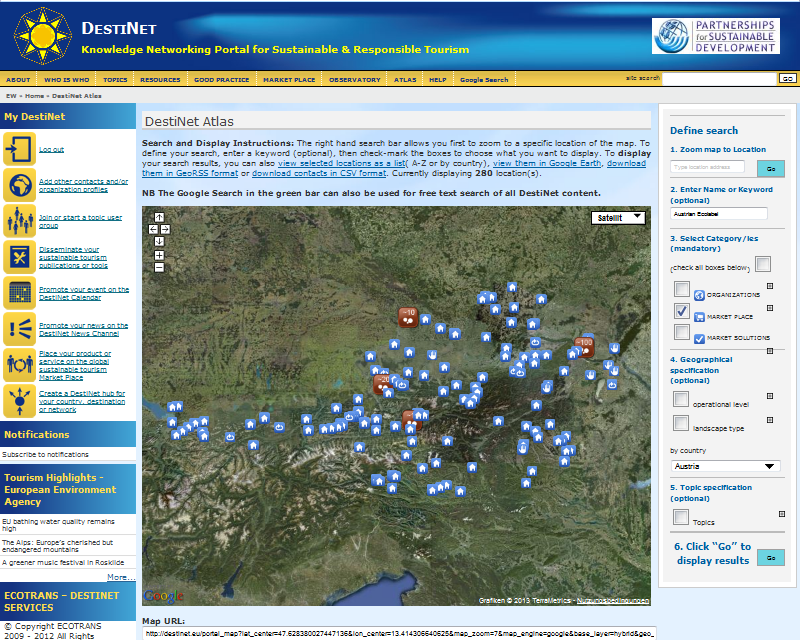 DESTINET
Knowledge Networking Portal for Sustainable & Responsible Tourism
PARTNERSHIPS
for SUSTAINABLE
DEVELOPMENT
ABOUT WHO IS WHO TOPICS RESOURCES GOOD PRACTICE MARKET PLACE OBSERVATORY ATLAS HELP Google Search site search GO
EW » Home » DestiNet Atlas
My DestiNet
Log out
Add other contacts and/or
organization profiles
Join or start a topic user
group
Disseminate your
sustainable tourism
publications or tools
Promote your event on the
DestiNet Calendar
Promote your news on the
DestiNet News Channel
Place your product or
service on the global
sustainable tourism
Market Place
Create a DestiNet hub for
your country, destination
or network
Notifications
Subscribe to notifications
Tourism Highlights -
European Environment
Agency
EU bathing water quality remains
high
The Alps: Europe's cherished but
endangered mountains
A greener music festival in Roskilde
More...
ECOTRANS – DESTINET
SERVICES
© Copyright ECOTRANS
2009 - 2012 All Rights
DestiNet Atlas
Search and Display Instructions: The right hand search bar allows you first to zoom to a specific location of the map. To
define your search, enter a keyword (optional), then check-mark the boxes to choose what you want to display. To display
your search results, you can also view selected locations as a list( A-Z or by country), view them in Google Earth, download
them in GeoRSS format or download contacts in CSV format. Currently displaying 280 location(s).
NB The Google Search in the green bar can also be used for free text search of all DestiNet content.
Satellit
~10
~100
~20
Google
Grafiken © 2013 TerraMetrics - Nutzungsbedingungen
Map URL:
http://destinet.eu/portal_map?lat_center=47.628380027447136&lon_center=13.414306640625&map_zoom=7&map_engine=google&base_layer=hybrid&geo_
Define search
1. Zoom map to Location
Type location name
Go
2. Enter Name or Keyword
(optional)
Austrian Ecolabel
3. Select Category/ies
(mandatory)
(check all boxes below)
ORGANIZATIONS
MARKET PLACE
MARKET SOLUTIONS
4. Geographical
specification
(optional)
operational level
landscape type
by country
Austria
5. Topic specification
(optional)
Topics
6. Click "Go" to
display results
Go